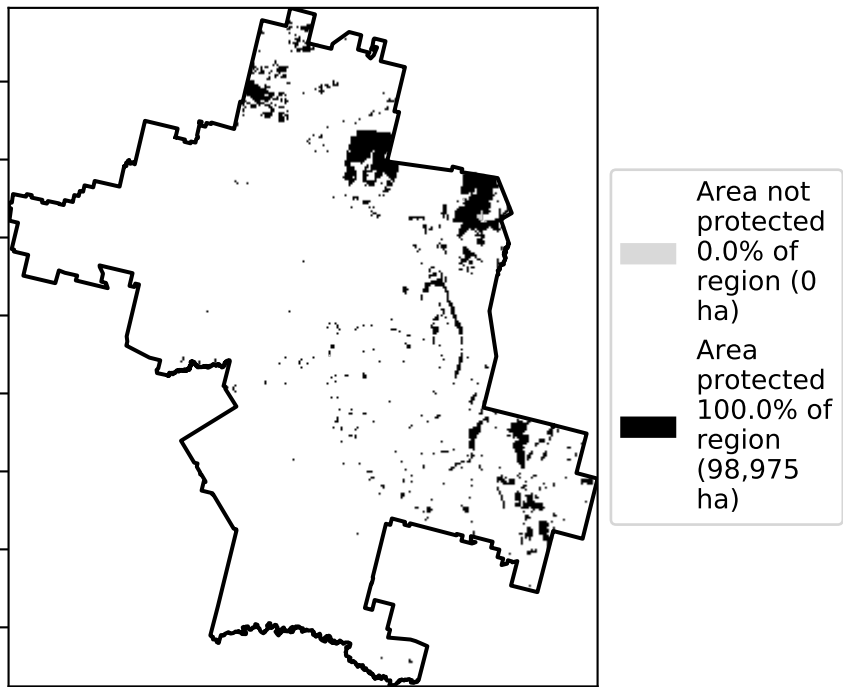 Area not
protected
0.0% of
region (0
ha)
Area
protected
100.0% of
region
(98,975
ha)